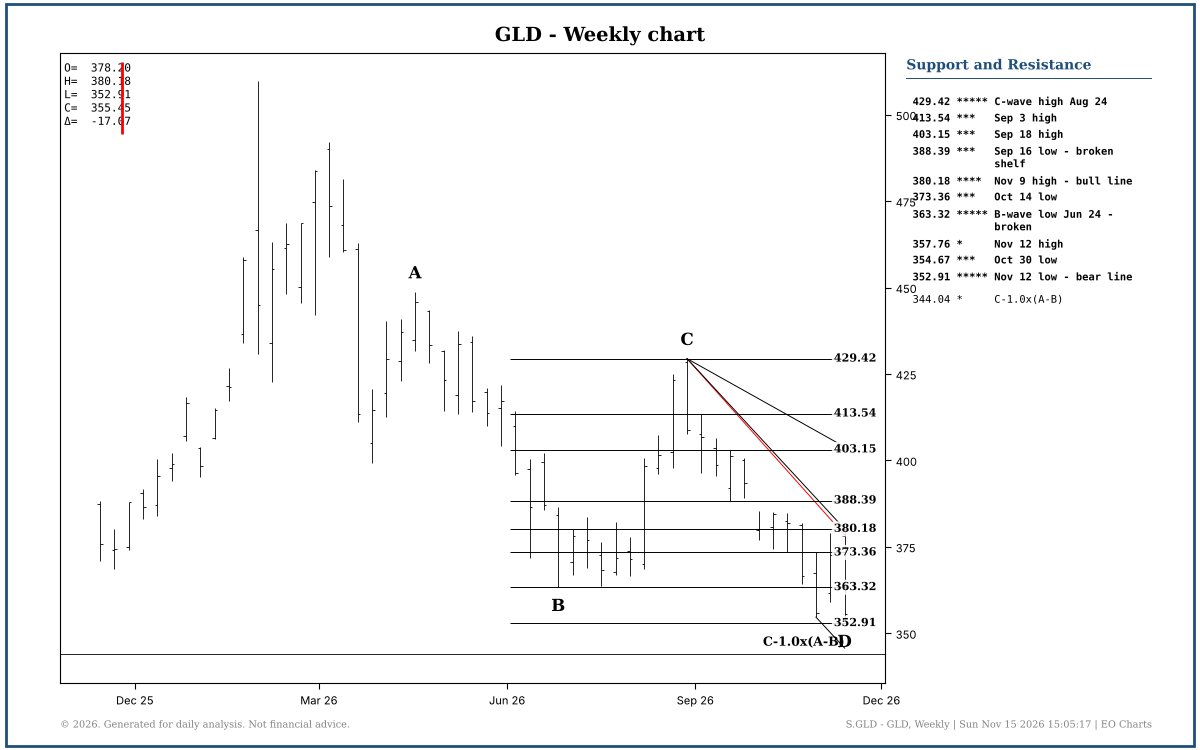 GLD - Weekly chart
O= 378.20
H= 380.18
L= 352.91
C= 355.45
Δ= -17.07
A
B
C
C-1.0x(A-B)
D
429.42
413.54
403.15
388.39
380.18
373.36
363.32
352.91
500
475
450
425
400
375
350
Dec 25
Mar 26
Jun 26
Sep 26
Dec 26
Support and Resistance
429.42 ***** C-wave high Aug 24
413.54 *** Sep 3 high
403.15 *** Sep 18 high
388.39 *** Sep 16 low - broken
shelf
380.18 **** Nov 9 high - bull line
373.36 *** Oct 14 low
363.32 ***** B-wave low Jun 24 -
broken
357.76 * Nov 12 high
354.67 *** Oct 30 low
352.91 ***** Nov 12 low - bear line
344.04 * C-1.0x(A-B)
© 2026. Generated for daily analysis. Not financial advice.
S.GLD - GLD, Weekly | Sun Nov 15 2026 15:05:17 | EO Charts